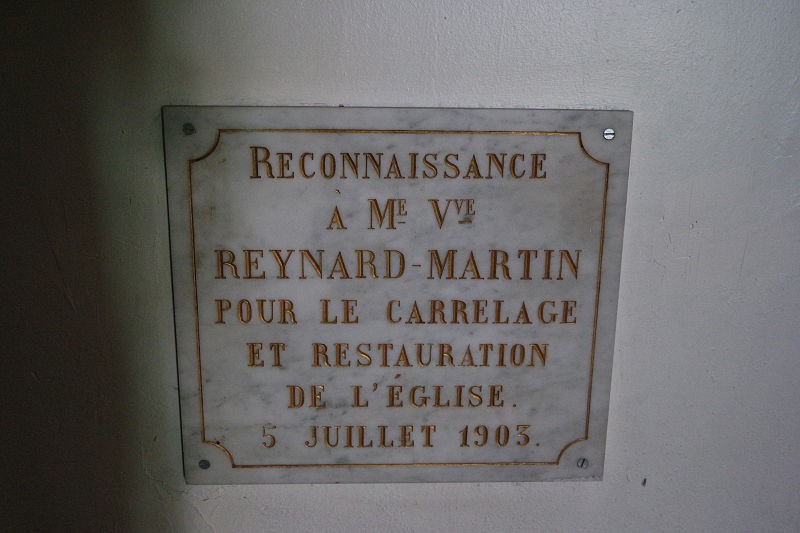 RECONNAISSANCE
À Mᴱ Vᵛᴱ
REYNARD-MARTIN
POUR LE CARRELAGE
ET RESTAURATION
DE L'ÉGLISE.
5 JUILLET 1903.